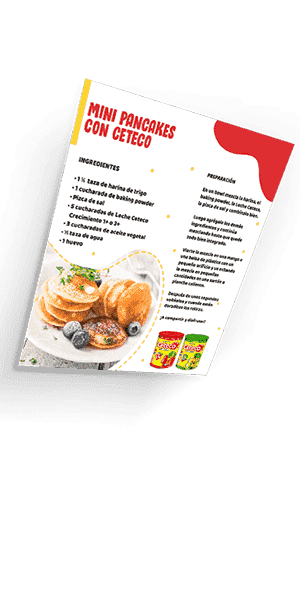 MINI PANCAKES
CON CETECO
INGREDIENTES
• 1 ½ taza de harina de trigo
• 1 cucharada de baking powder
• Pizca de sal
• 5 cucharadas de Leche Ceteco
Crecimiento 1+ o 3+
• 3 cucharadas de aceite vegetal
• ½ taza de agua
• 1 huevo
PREPARACIÓN
En un bowl mezcla la harina, el
baking powder, la Leche Ceteco,
la pizca de sal y combínalo bien.
Luego agrégale los demás
ingredientes y continúa
mezclando hasta que quede
todo bien integrado.
Vierte la mezcla en una manga o
una bolsa de plástico con un
pequeño orificio y ve echando
la mezcla en pequeñas
cantidades en una sartén o
plancha caliente.
Después de unos segundos
voltéalos y cuando estén
doraditos los retiras.
¡A compartir y disfrutar!